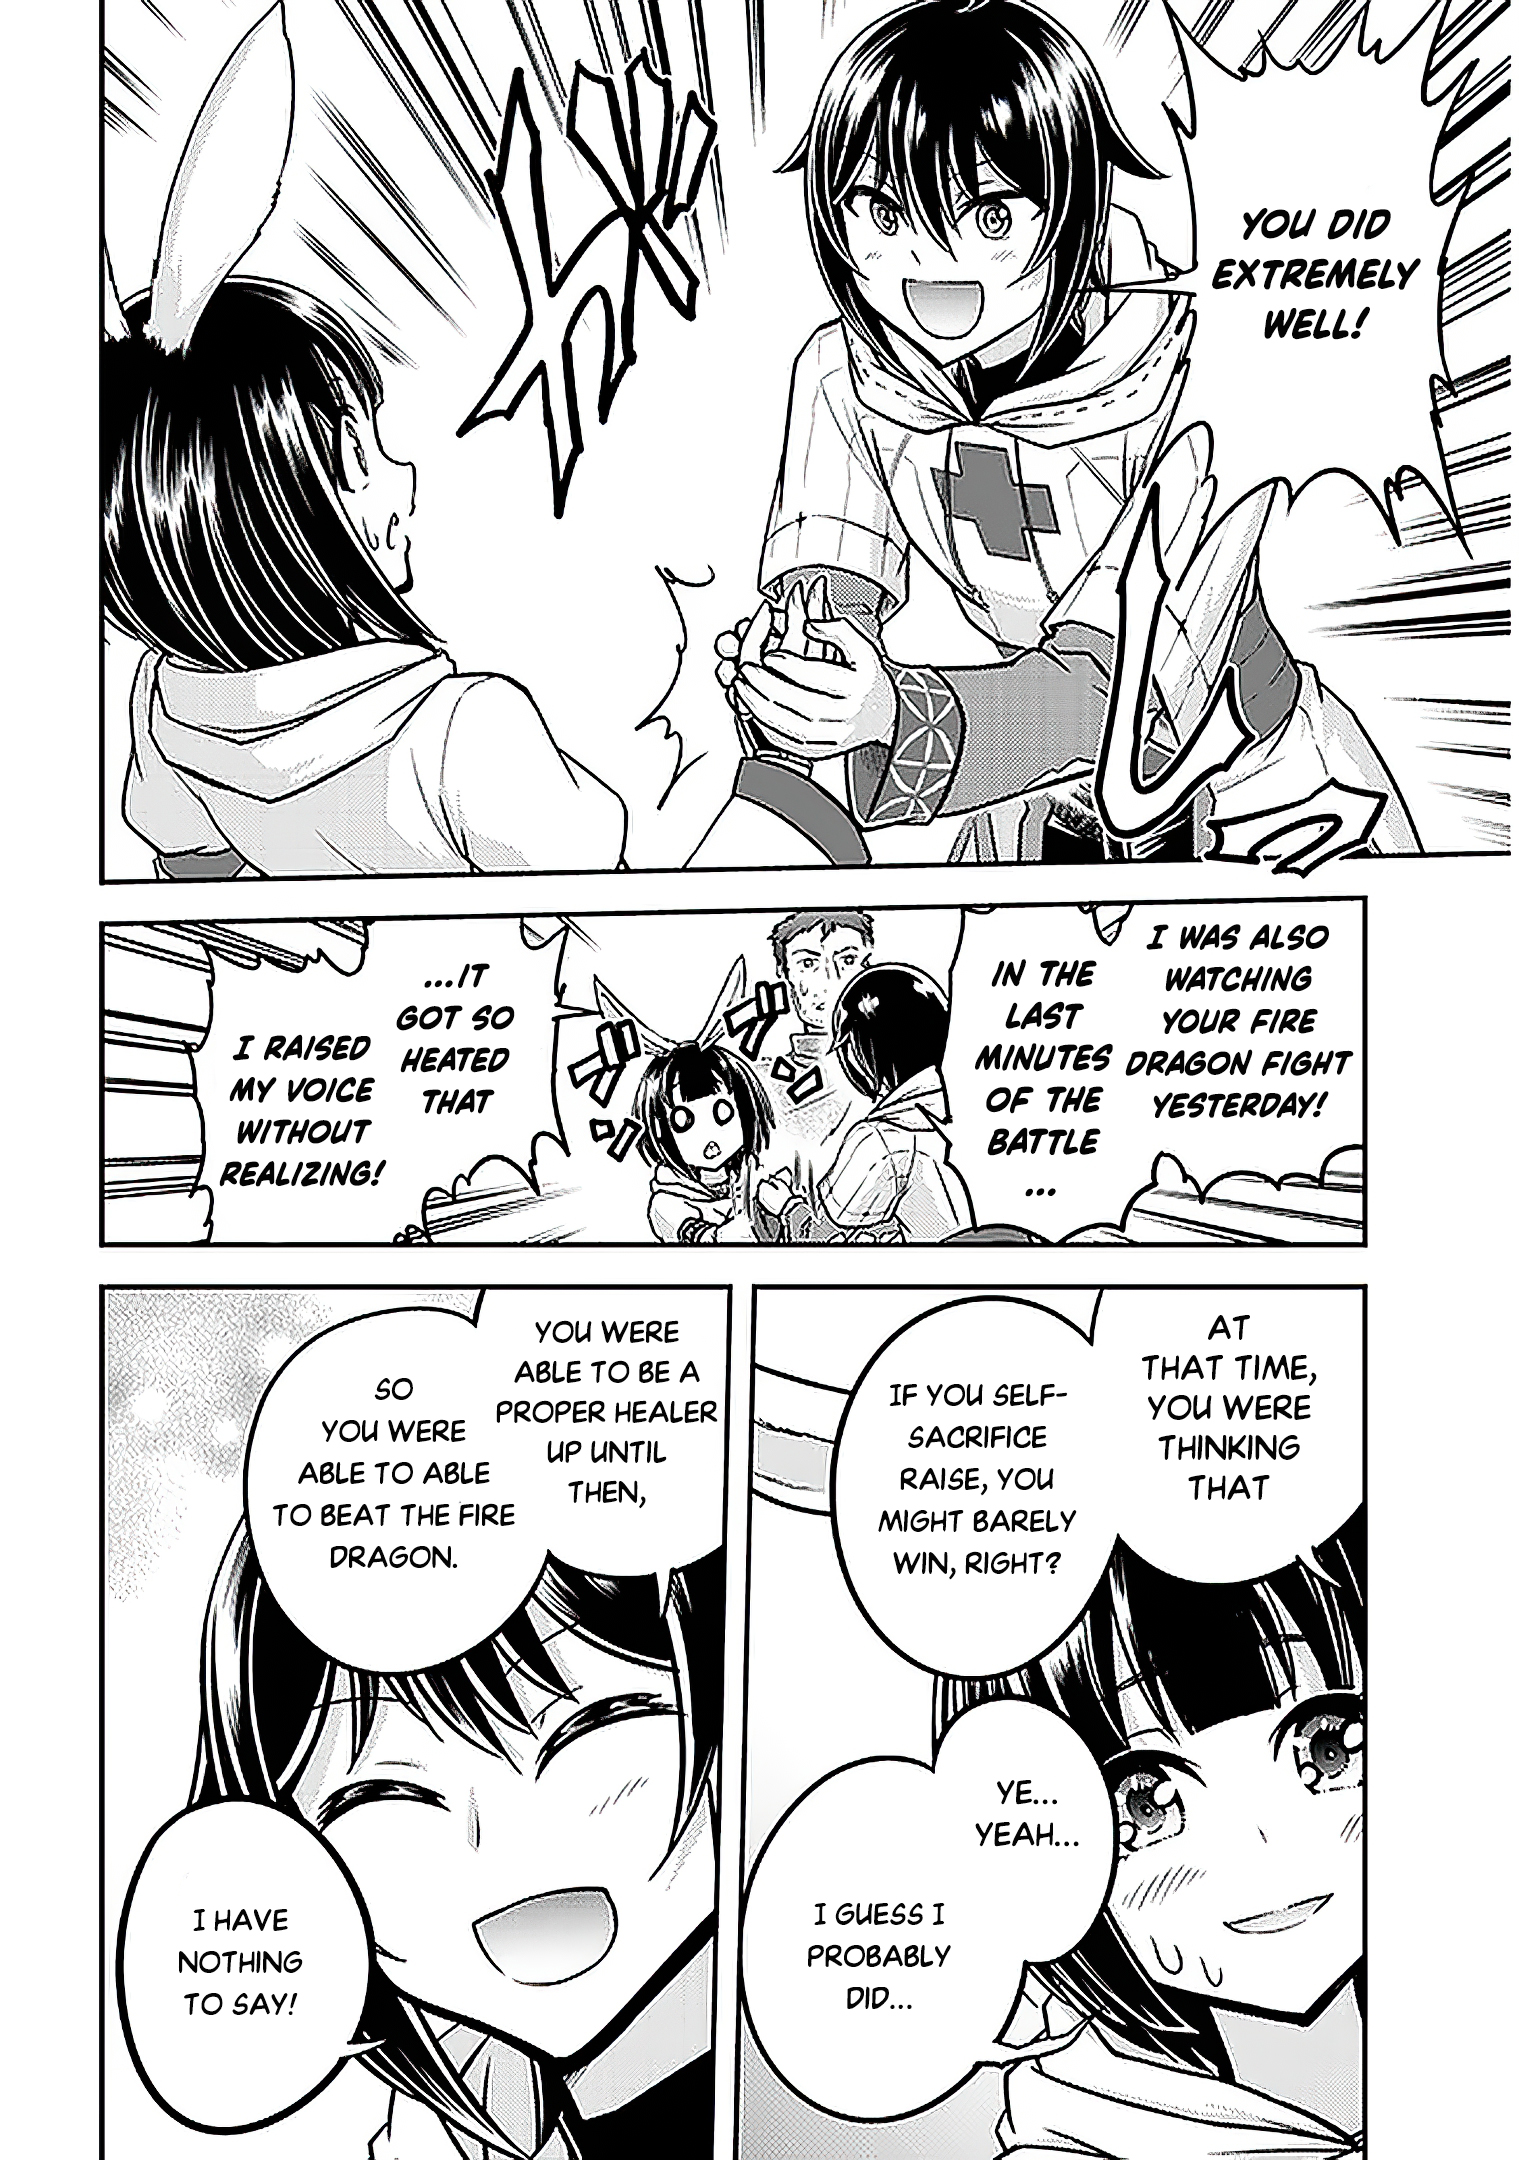 YOU DID
EXTREMELY
WELL!
I WAS ALSO
WATCHING
YOUR FIRE
DRAGON FIGHT
YESTERDAY!
IN THE
LAST
MINUTES
OF THE
BATTLE
...
...IT
GOT SO
HEATED
THAT
I RAISED
MY VOICE
WITHOUT
REALIZING!
AT
THAT TIME,
YOU WERE
THINKING
THAT
IF YOU SELF-
SACRIFICE
RAISE, YOU
MIGHT BARELY
WIN, RIGHT?
YE...
YEAH...
I GUESS I
PROBABLY
DID...
YOU WERE
ABLE TO BE A
PROPER HEALER
UP UNTIL
THEN,
SO
YOU WERE
ABLE TO ABLE
TO BEAT THE FIRE
DRAGON.
I HAVE
NOTHING
TO SAY!